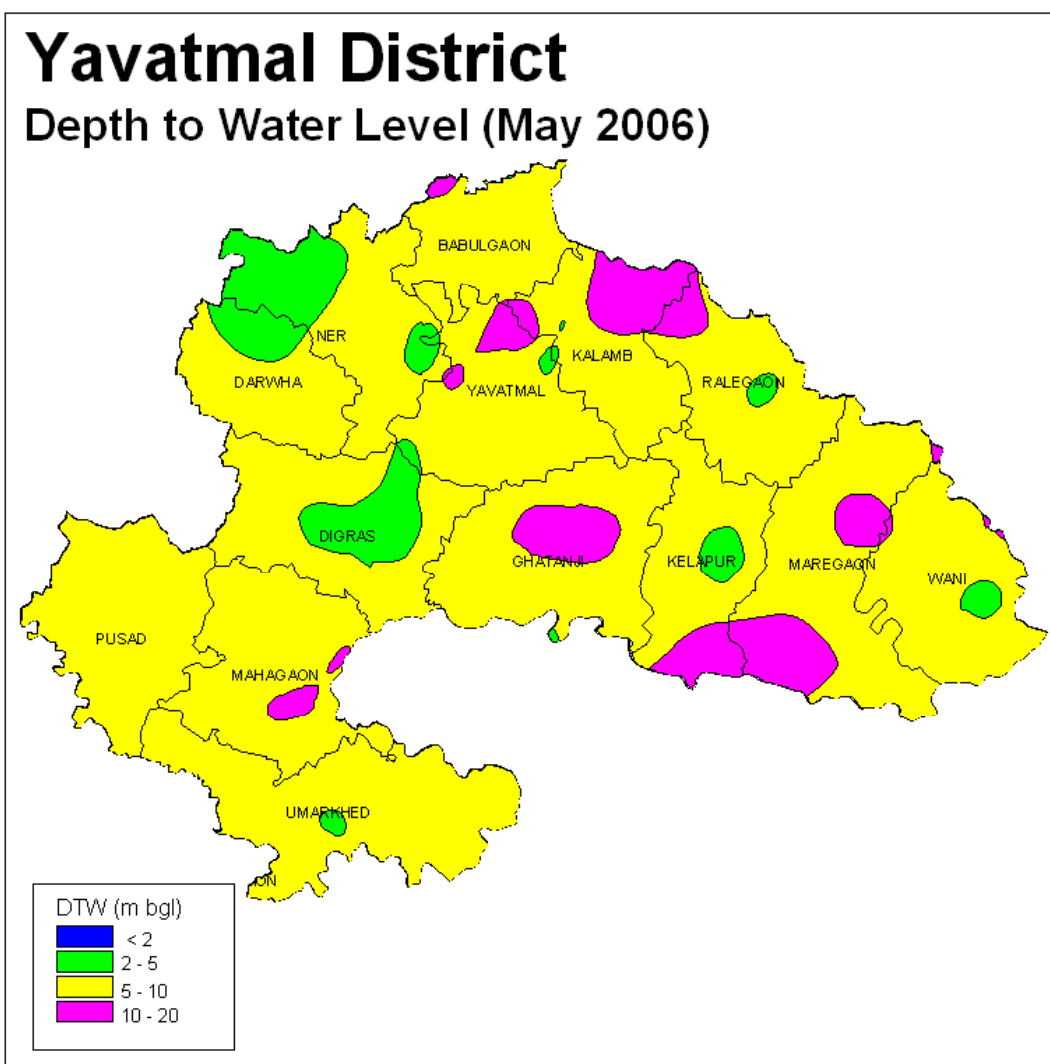 Yavatmal District
Depth to Water Level (May 2006)
BABULGAON
NER
KALAMB
DARWHA
YAVATMAL
RALEGAON
DIGRAS
GHATANJI
KELAPUR
MAREGAON
WANI
PUSAD
MAHAGAON
UMARKHED
DTW (m bgl)
< 2
2 - 5
5 - 10
10 - 20